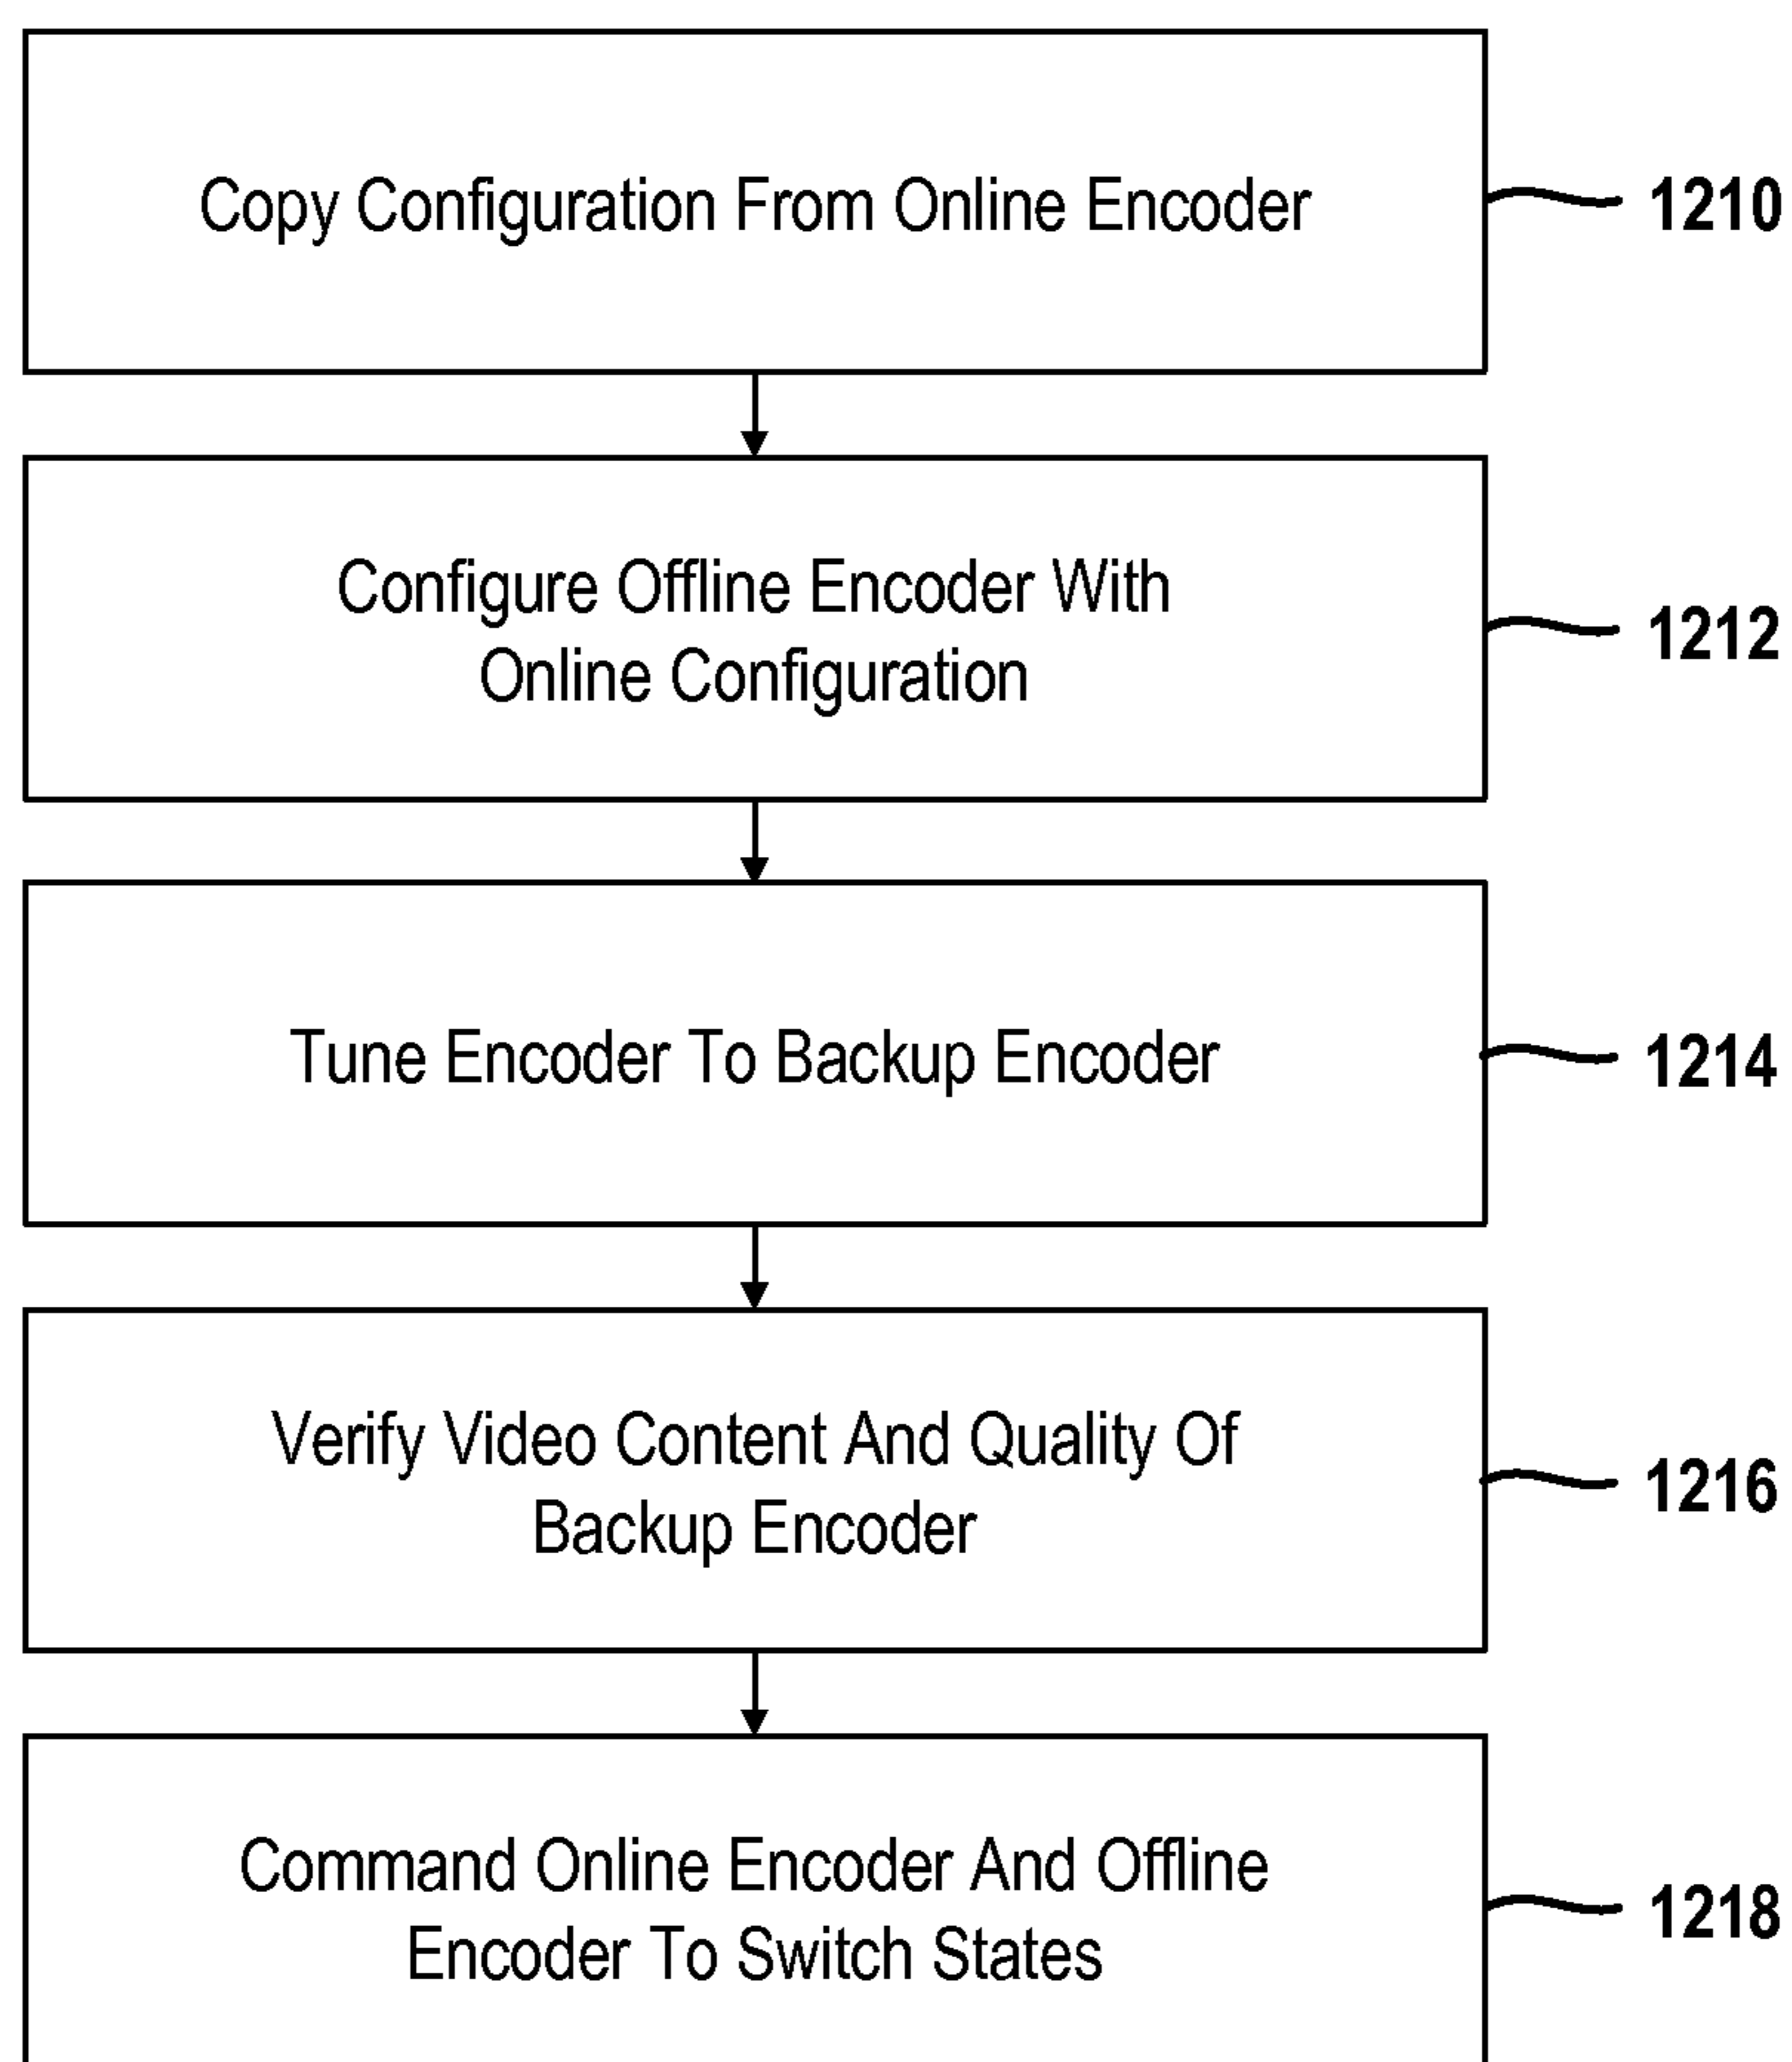 Copy Configuration From Online Encoder
1210
Configure Offline Encoder With
Online Configuration
1212
Tune Encoder To Backup Encoder
1214
Verify Video Content And Quality Of
Backup Encoder
1216
Command Online Encoder And Offline
Encoder To Switch States
1218